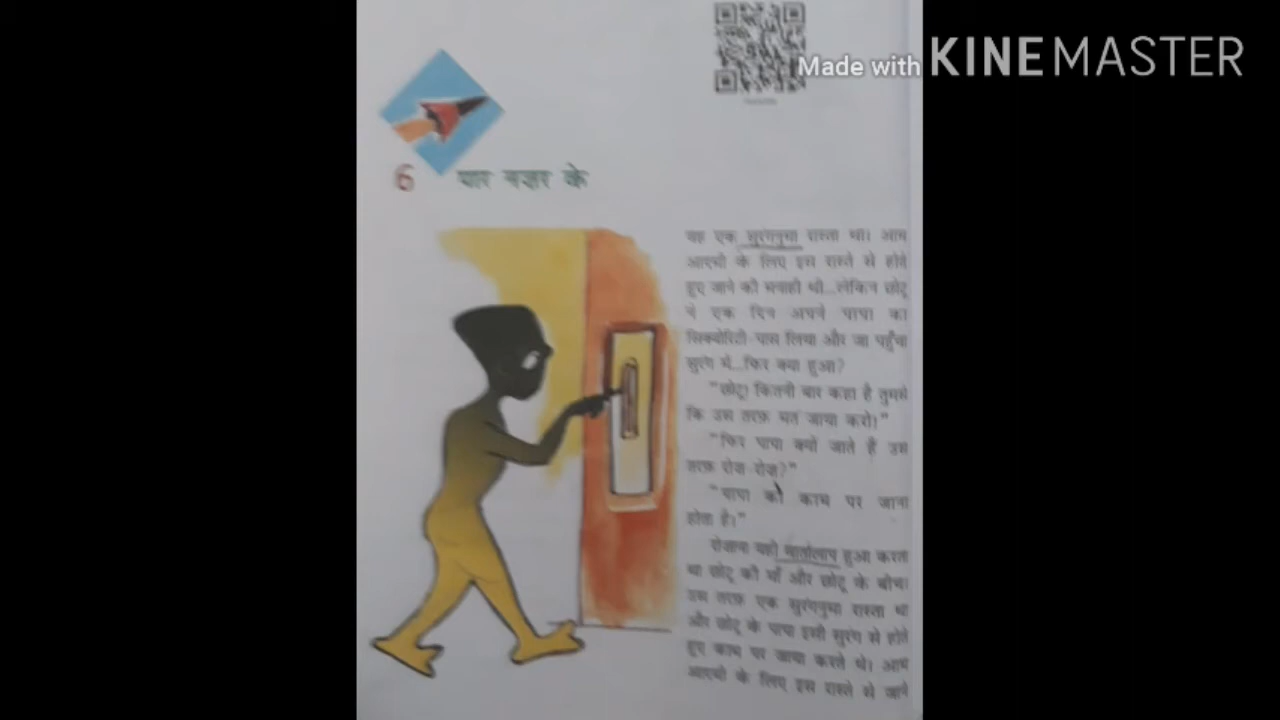 Made with KINEMASTER
6 पार नज़र के
यह एक सुरंगनुमा रास्ता था। आम
आदमी के लिए इस रास्ते से होते
हुए जाने की मनाही थी...लेकिन छोटू
ने एक दिन अपने पापा का
सिक्योरिटी-पास लिया और जा पहुँचा
सुरंग में...फिर क्या हुआ?
"छोटू! कितनी बार कहा है तुमसे
कि उस तरफ़ मत जाया करो!"
"फिर पापा क्यों जाते हैं उस
तरफ़ रोज़-रोज़?"
"पापा को काम पर जाना
होता है।"
रोज़ाना यही वार्तालाप हुआ करता
था छोटू की माँ और छोटू के बीच।
उस तरफ़ एक सुरंगनुमा रास्ता था
और छोटू के पापा इसी सुरंग से होते
हुए काम पर जाया करते थे। आम
आदमी के लिए इस रास्ते से जाने